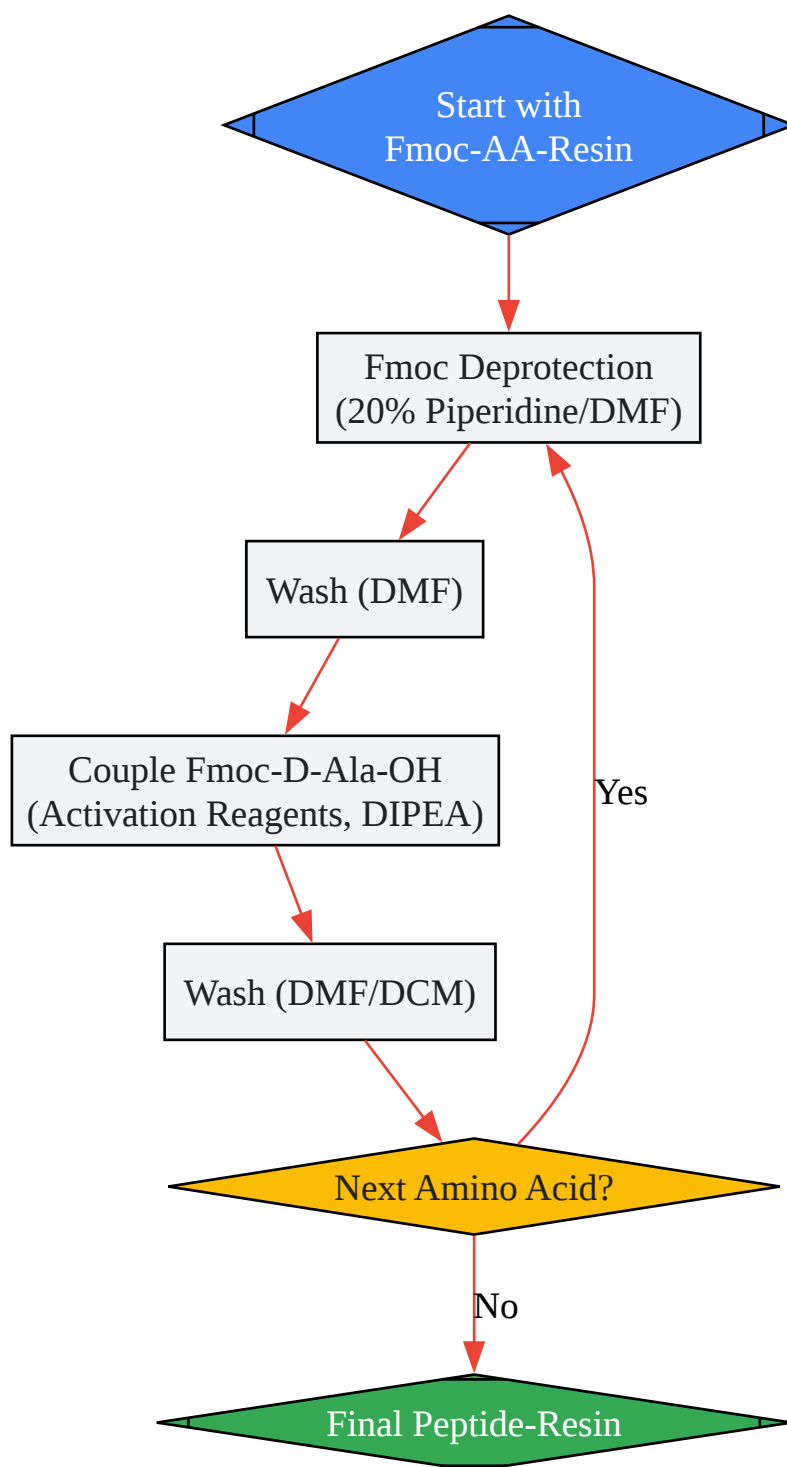 Start with
Fmoc-AA-Resin
Fmoc Deprotection
(20% Piperidine/DMF)
Wash (DMF)
Couple Fmoc-D-Ala-OH
(Activation Reagents, DIPEA)
Yes
Wash (DMF/DCM)
Next Amino Acid?
No
Final Peptide-Resin